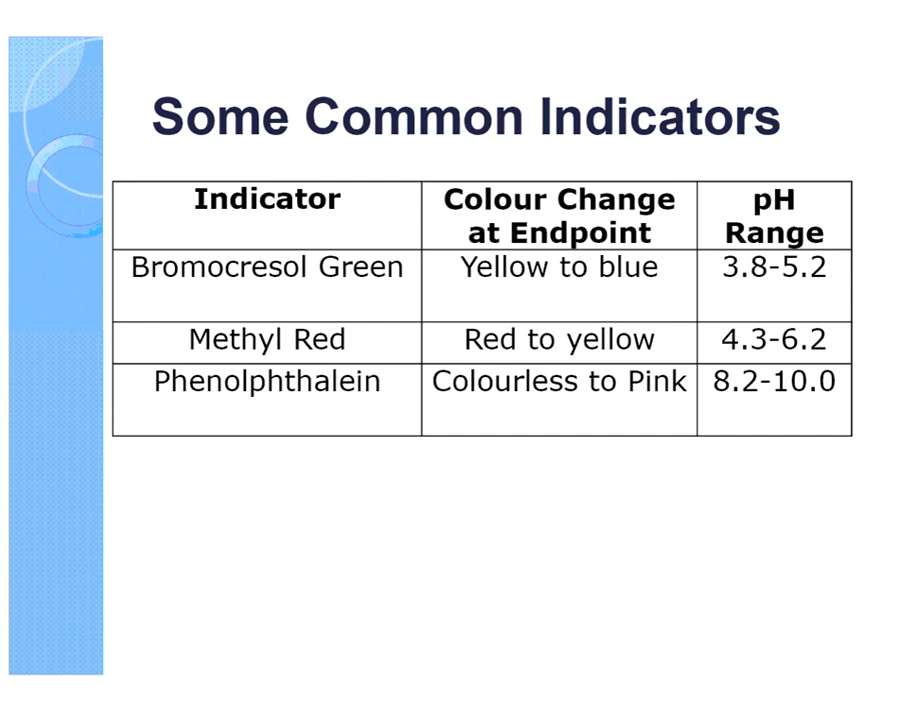 Some Common Indicators
Indicator Colour Change pH
at Endpoint Range
Bromocresol Green Yellow to blue 3.8-5.2
Methyl Red Red to yellow 4.3-6.2
Phenolphthalein Colourless to Pink 8.2-10.0